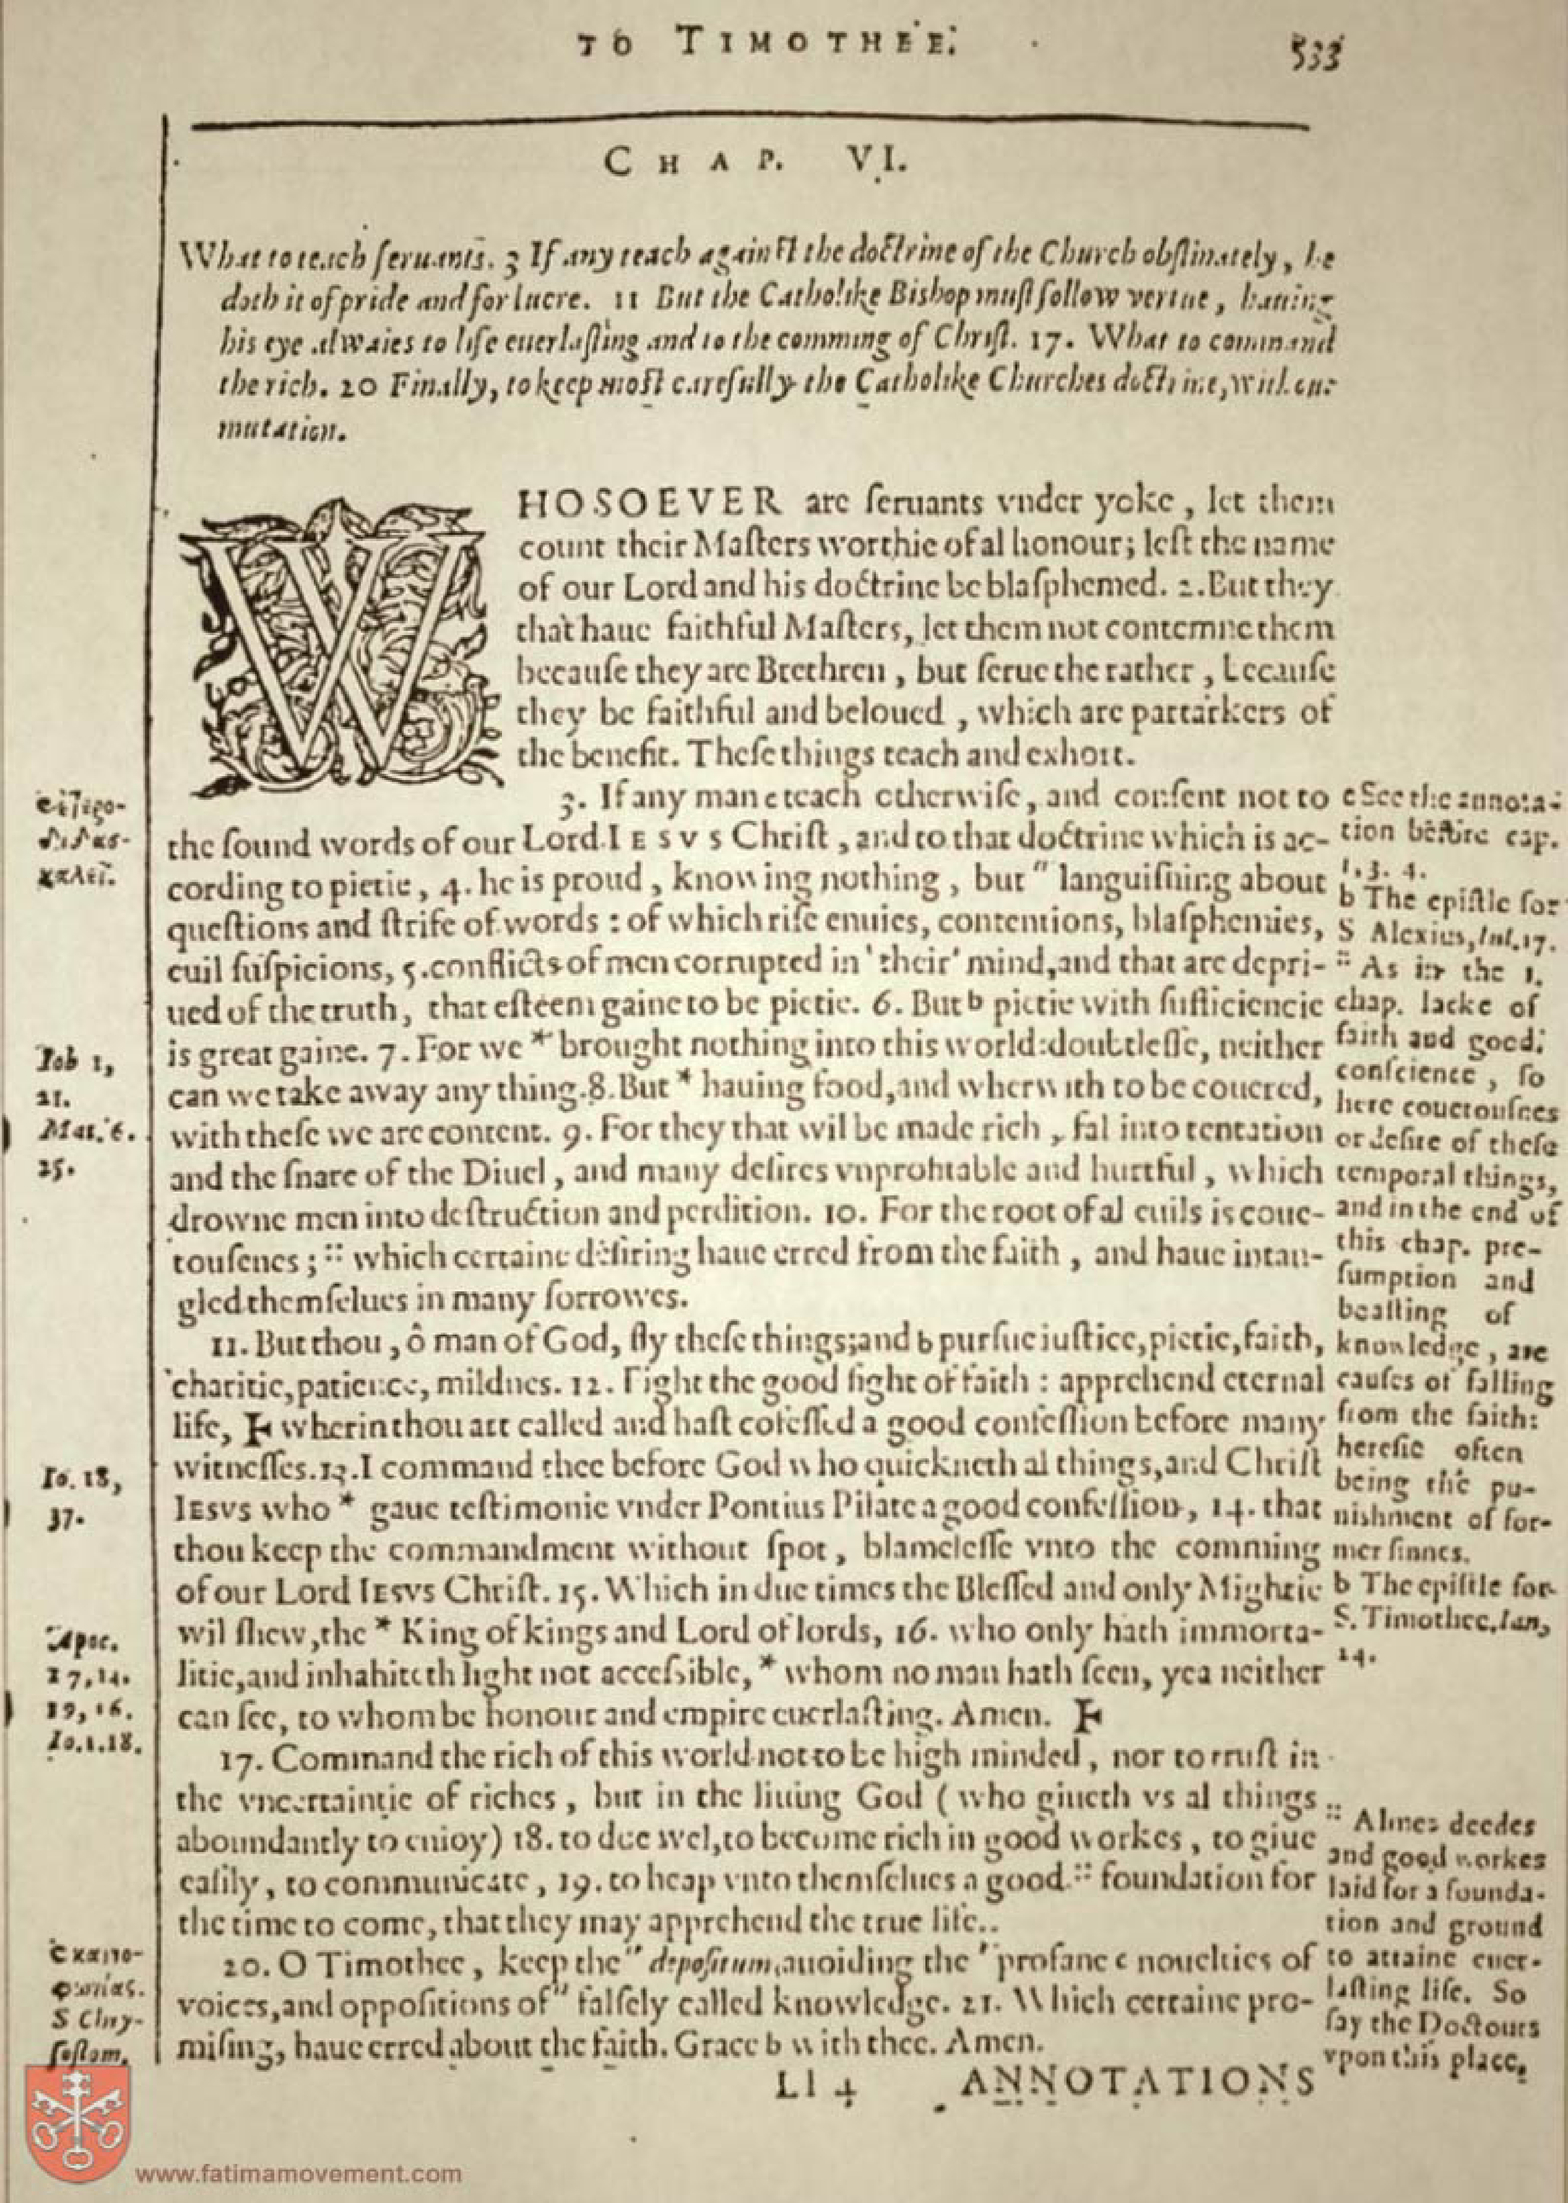 TO TIMOTHEE. 533
CHAP. VI.
What to teach ſeruants. 3 If any teach againſt the doctrine of the Church obſtinately, he
doth it of pride and for lucre. 11 But the Catholike Biſhop muſt follow vertue, hauing
his eye alwaies to life euerlaſting and to the comming of Chriſt. 17. What to command
the rich. 20 Finally, to keep moſt carefully the Catholike Churches doctrine, without
mutation.
WHOSOEVER are ſeruants vnder yoke, let them
count their Maſters worthie of al honour; leſt the name
of our Lord and his doctrine be blaſphemed. 2. But they
that haue faithful Maſters, let them not contemne them
becauſe they are Brethren, but ſerue the rather, becauſe
they be faithful and beloued, which are partarkers of
the benefit. Theſe things teach and exhort.
3. If any man e teach otherwiſe, and conſent not to
the ſound words of our Lord IESVS Chriſt, and to that doctrine which is ac-
cording to pietie, 4. he is proud, knowing nothing, but " languiſhing about
queſtions and ſtrife of words : of which riſe enuies, contentions, blaſphemies,
euil ſuſpicions, 5. conflicts of men corrupted in 'their' mind, and that are depri-
ued of the truth, that eſteem gaine to be pietie. 6. But b pietie with ſufficiencie
is great gaine. 7. For we * brought nothing into this world: doubtleſſe, neither
can we take away any thing. 8. But * hauing food, and wherwith to be couered,
with theſe we are content. 9. For they that wil be made rich, fal into tentation
and the ſnare of the Diuel, and many deſires vnprofitable and hurtful, which
drowne men into deſtruction and perdition. 10. For the root of al euils is coue-
touſenes; :: which certaine deſiring haue erred from the faith, and haue intan-
gled themſelues in many ſorrowes.
11. But thou, ô man of God, fly theſe things; and b purſue iuſtice, pietie, faith,
charitie, patience, mildnes. 12. Fight the good fight of faith : apprehend eternal
life, wherin thou art called and haſt cõfeſſed a good confeſſion before many
witneſſes. 13. I command thee before God who quickneth al things, and Chriſt
IESVS who * gaue teſtimonie vnder Pontius Pilate a good confeſſion, 14. that
thou keep the commandment without ſpot, blameleſſe vnto the comming
of our Lord IESVS Chriſt. 15. Which in due times the Bleſſed and only Mightie
wil ſhew, the * King of kings and Lord of lords, 16. who only hath immorta-
litie, and inhabiteth light not acceſsible, * whom no man hath ſeen, yea neither
can ſee, to whom be honour and empire euerlaſting. Amen.
17. Command the rich of this world not to be high minded, nor to truſt in
the vncertaintie of riches, but in the liuing God (who giueth vs al things
aboundantly to enioy) 18. to doe wel, to become rich in good workes, to giue
eaſily, to communicate, 19. to heap vnto themſelues a good :: foundation for
the time to come, that they may apprehend the true life.
20. O Timothee, keep the " depoſitum, auoiding the " profane c nouelties of
voices, and oppoſitions of " falſely called knowledge. 21. Which certaine pro-
miſing, haue erred about the faith. Grace b with thee. Amen.
Ll 4 ANNOTATIONS
Iob 1,
21.
Mat. 6.
25.
Io. 18,
37.
Apoc.
17,14.
19,16.
Io.1.18.
S Chry-
ſoſtom.
e See the annota-
tion before cap.
1. 3. 4.
b The epiſtle for
S Alexius, Iul. 17.
:: As in the 1.
chap. lacke of
faith and good
conſcience, ſo
here couetouſnes
or deſire of theſe
temporal things,
and in the end of
this chap. pre-
ſumption and
boaſting of
knowledge, are
cauſes of falling
from the faith:
hereſie often
being the pu-
niſhment of for-
mer ſinnes.
b The epiſtle for
S. Timothee, Ian,
24.
:: Almes deedes
and good workes
laid for a founda-
tion and ground
to attaine euer-
laſting life. So
ſay the Doctours
vpon this place.
www.fatimamovement.com